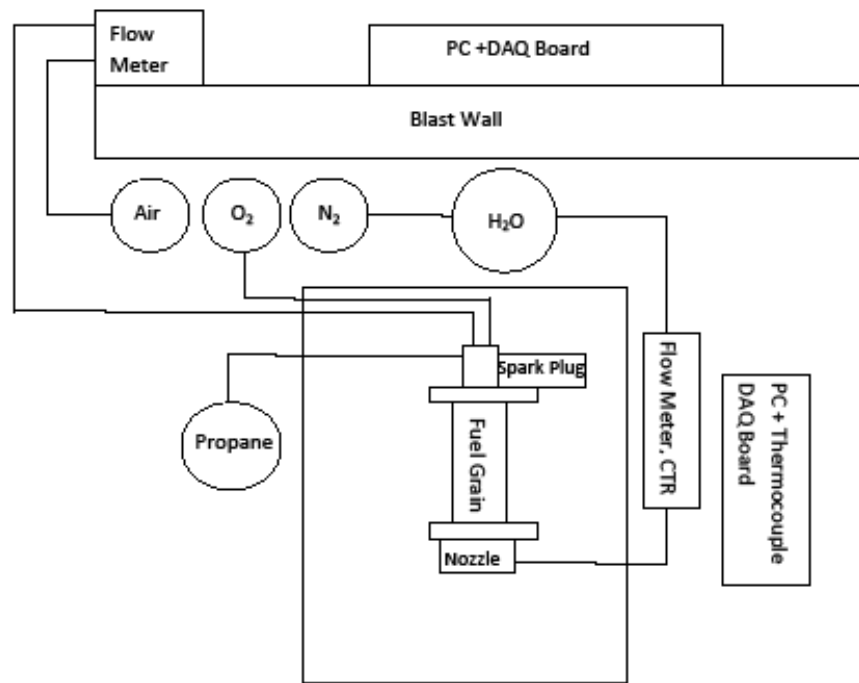 Flow
Meter
PC +DAQ Board
Blast Wall
Air
O₂
N₂
H₂O
Spark Plug
Propane
Fuel Grain
Flow Meter, CTR
PC + Thermocouple
DAQ Board
Nozzle